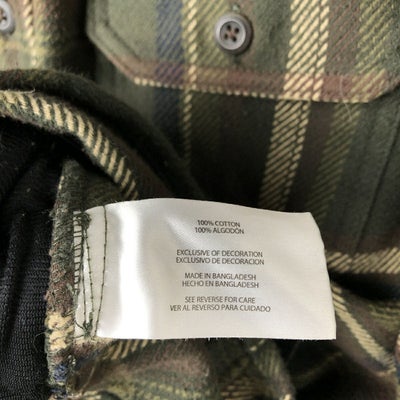 100% COTTON
100% ALGODON
EXCLUSIVE OF DECORATION
EXCLUSIVO DE DECORACION
MADE IN BANGLADESH
HECHO EN BANGLADESH
SEE REVERSE FOR CARE
VER AL REVERSO PARA CUIDADO